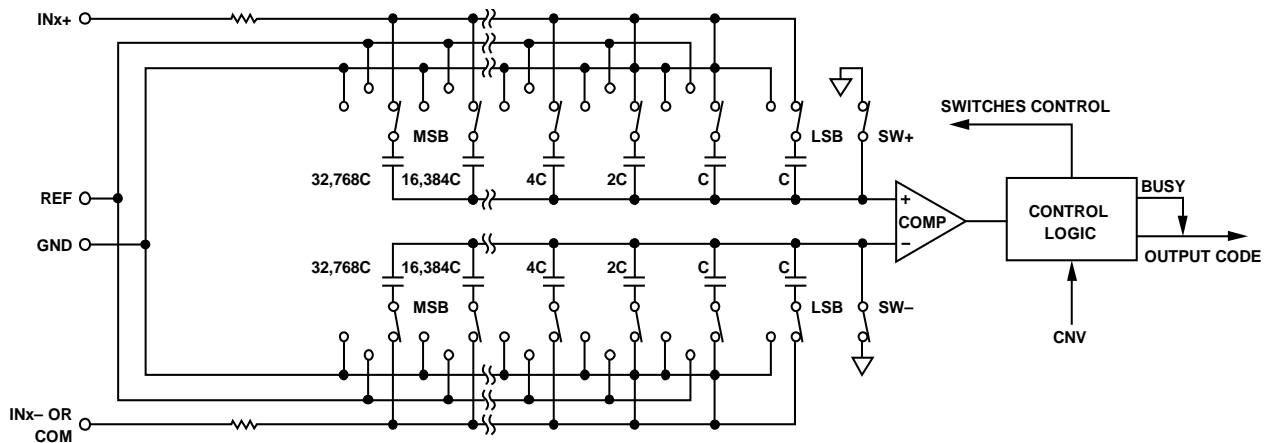 INx+
SWITCHES CONTROL
MSB
LSB
SW+
32,768C
16,384C
4C
2C
C
C
BUSY
REF
+
COMP
–
CONTROL
LOGIC
GND
OUTPUT CODE
32,768C
16,384C
4C
2C
C
C
MSB
LSB
SW–
CNV
INx– OR
COM